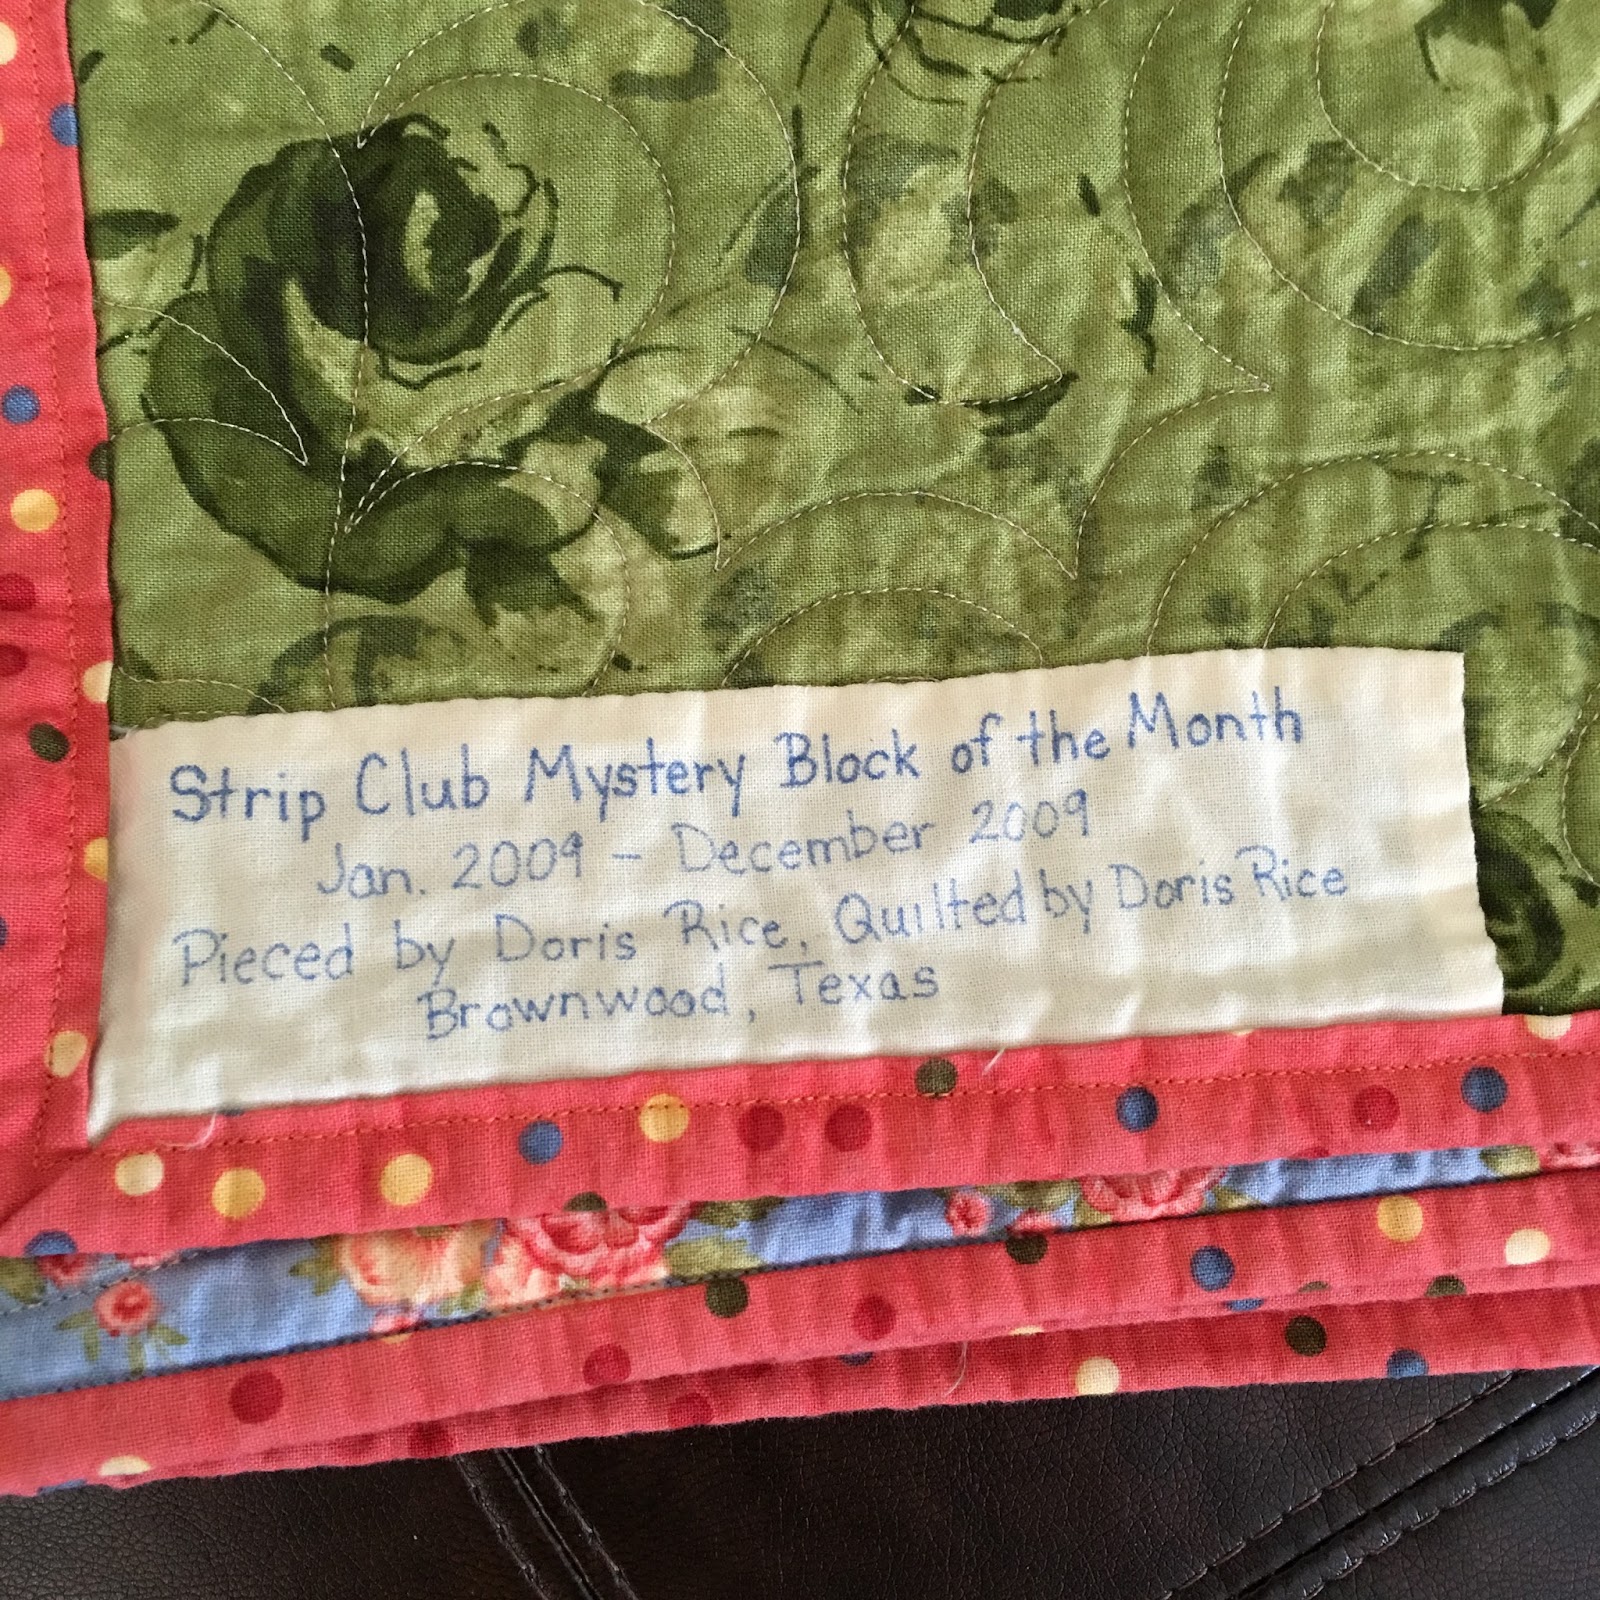 Strip Club Mystery Block of the Month
Jan. 2009 - December 2009
Pieced by Doris Rice, Quilted by Doris Rice
Brownwood, Texas